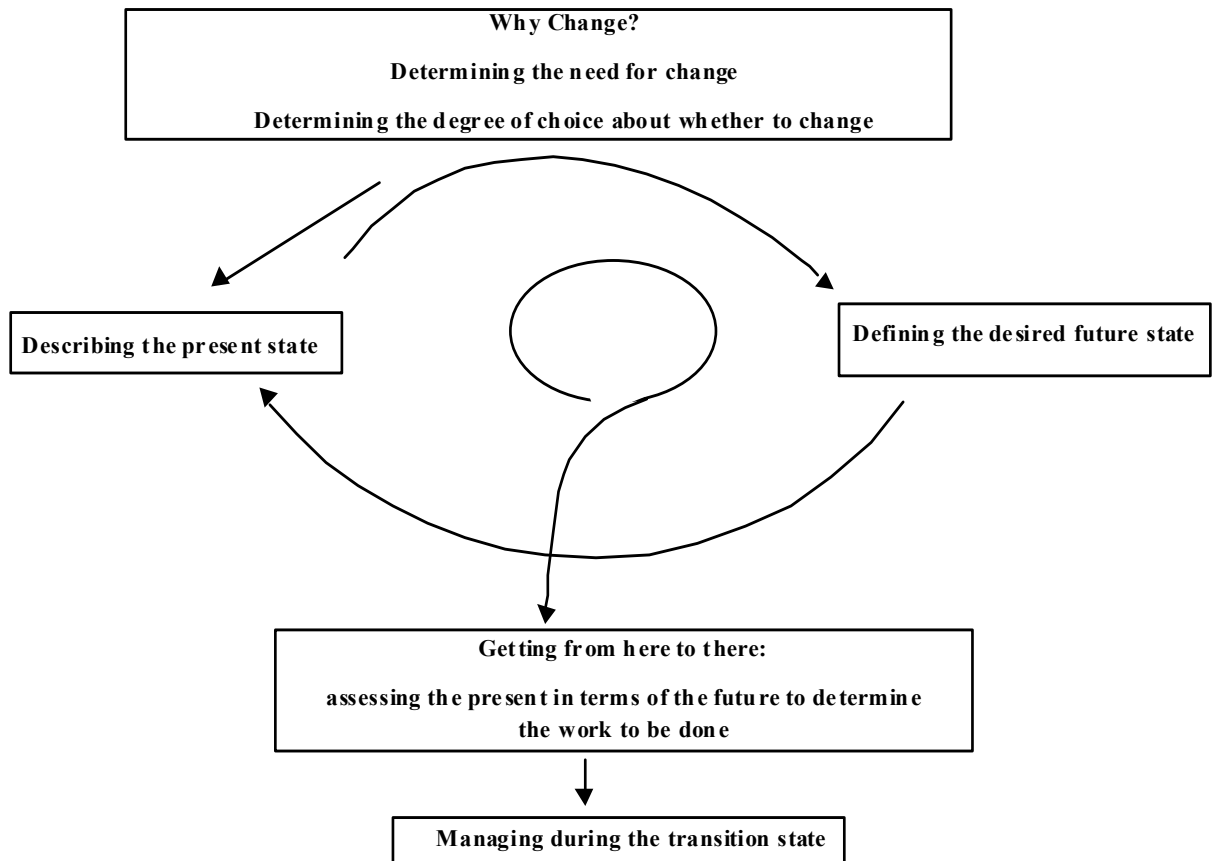 Why Change?
Determining the need for change
Determining the degree of choice about whether to change
Describing the present state
Defining the desired future state
Getting from here to there:
assessing the present in terms of the future to determine
the work to be done
Managing during the transition state